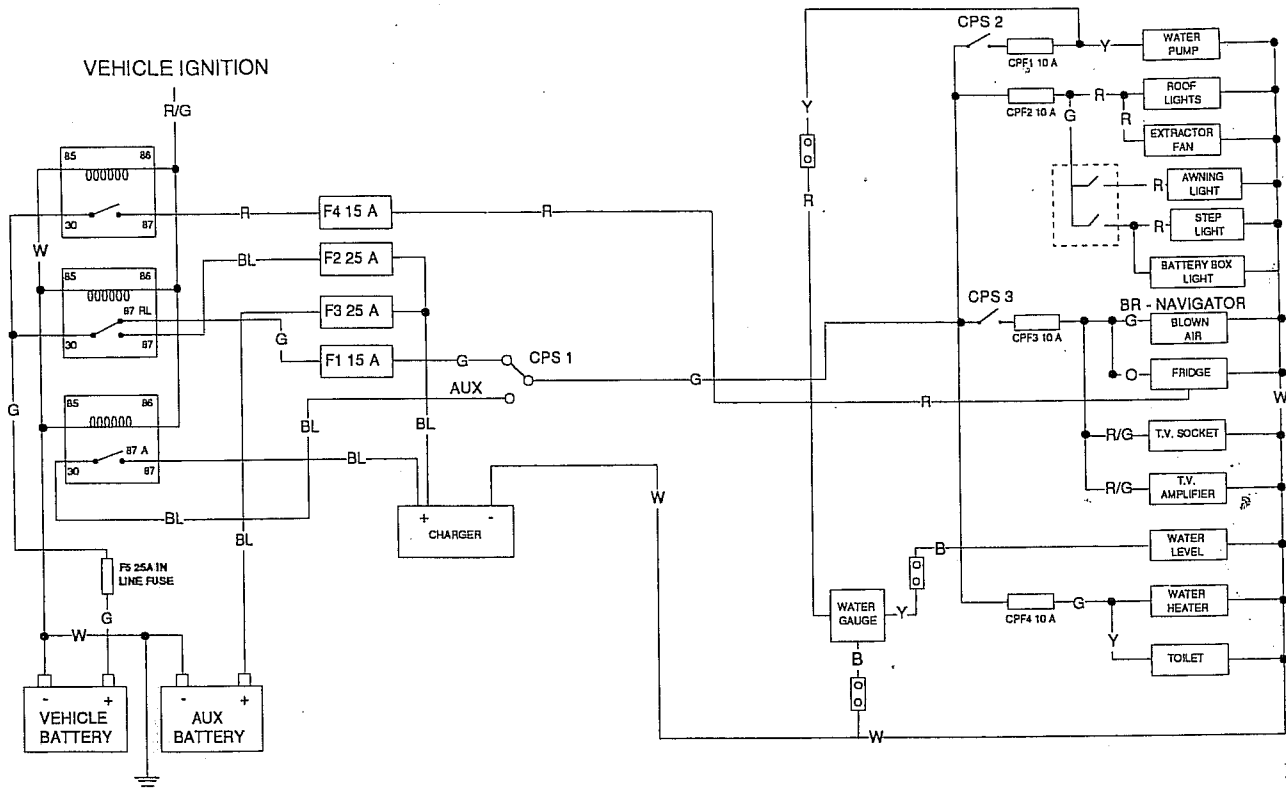 VEHICLE IGNITION
R/G
85
86
30
87
W
85
86
87 RL
30
87
G
85
86
87 A
30
87
R
F4 15 A
R
BL
F2 25 A
F3 25 A
G
F1 15 A
G
CPS 1
AUX
G
BL
BL
BL
BL
BL
+
-
CHARGER
W
F5 25A IN
LINE FUSE
G
W
-
+
VEHICLE
BATTERY
-
+
AUX
BATTERY
CPS 2
CPF1 10 A
Y
WATER
PUMP
Y
R
CPF2 10 A
R
ROOF
LIGHTS
G
R
EXTRACTOR
FAN
R
AWNING
LIGHT
R
STEP
LIGHT
BATTERY BOX
LIGHT
CPS 3
BR - NAVIGATOR
CPF3 10 A
G
BLOWN
AIR
O
FRIDGE
R
W
R/G
T.V. SOCKET
R/G
T.V.
AMPLIFIER
B
WATER
LEVEL
WATER
GAUGE
Y
CPF4 10 A
G
WATER
HEATER
B
Y
TOILET
W